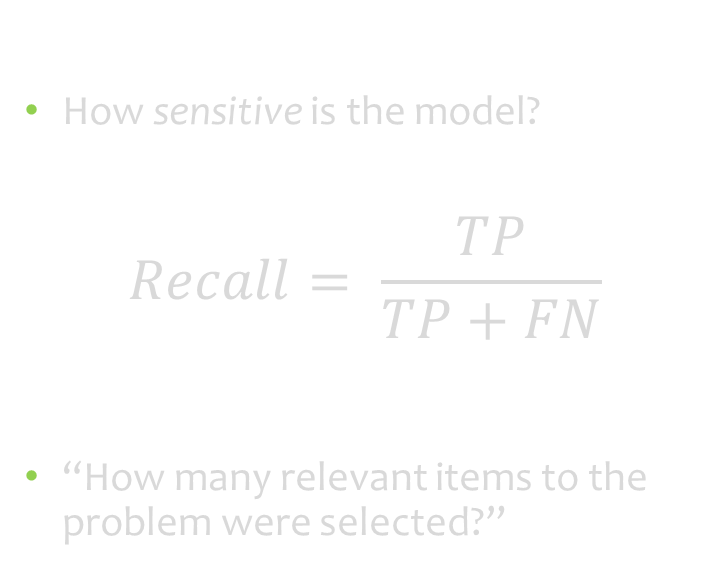 • How sensitive is the model?
Recall = TP / TP + FN
• “How many relevant items to the
problem were selected?”